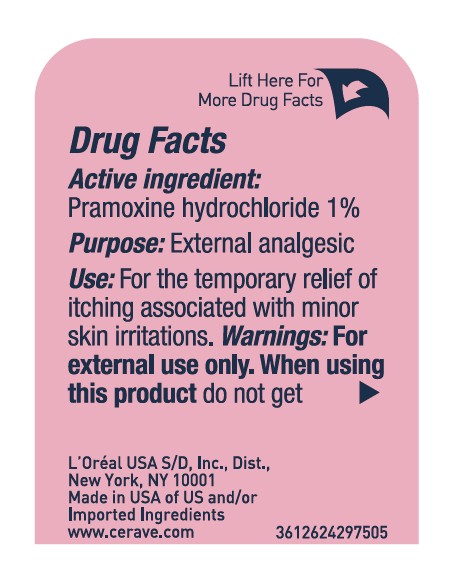 Lift Here For
More Drug Facts
Drug Facts
Active ingredient:
Pramoxine hydrochloride 1%
Purpose: External analgesic
Use: For the temporary relief of
itching associated with minor
skin irritations. Warnings: For
external use only. When using
this product do not get ▶
L'Oréal USA S/D, Inc., Dist.,
New York, NY 10001
Made in USA of US and/or
Imported Ingredients
www.cerave.com 3612624297505